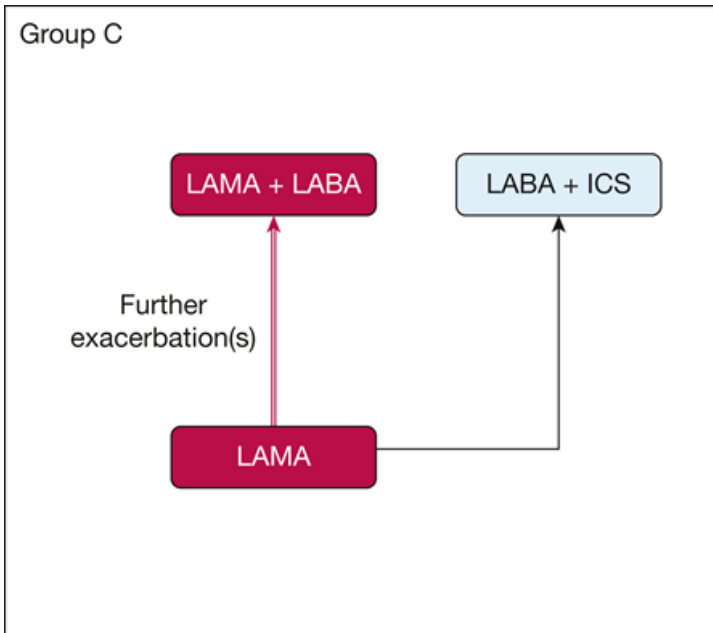 Group C
LAMA + LABA
LABA + ICS
Further
exacerbation(s)
LAMA